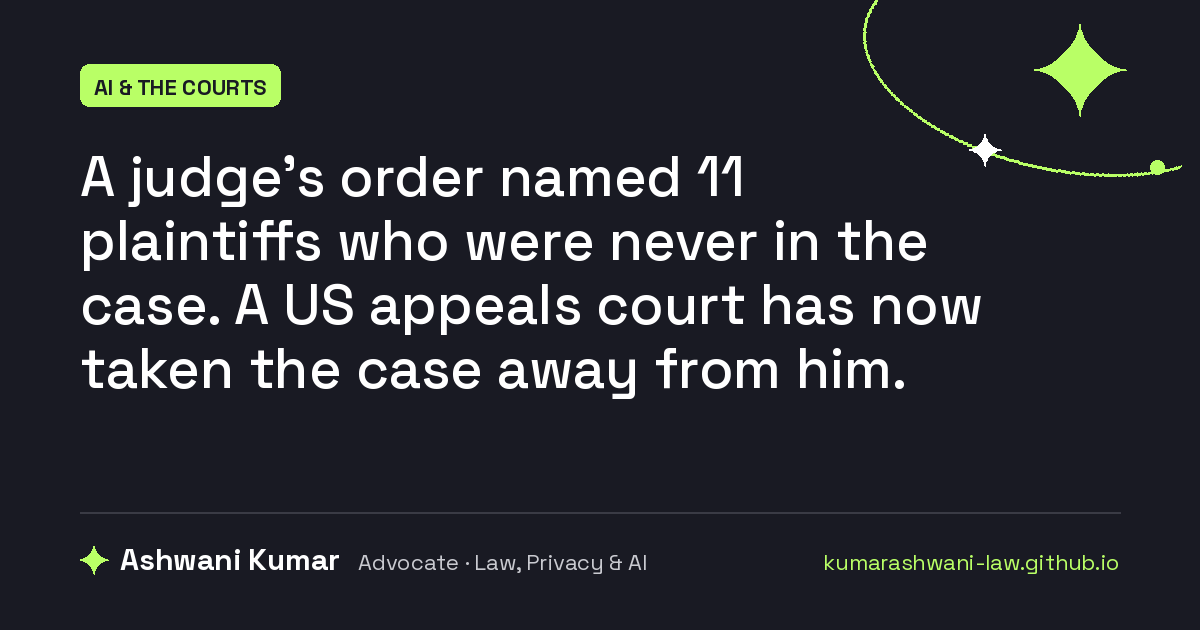 AI & THE COURTS
A judge’s order named 11
plaintiffs who were never in the
case. A US appeals court has now
taken the case away from him.
Ashwani Kumar Advocate · Law, Privacy & AI kumarashwani-law.github.io